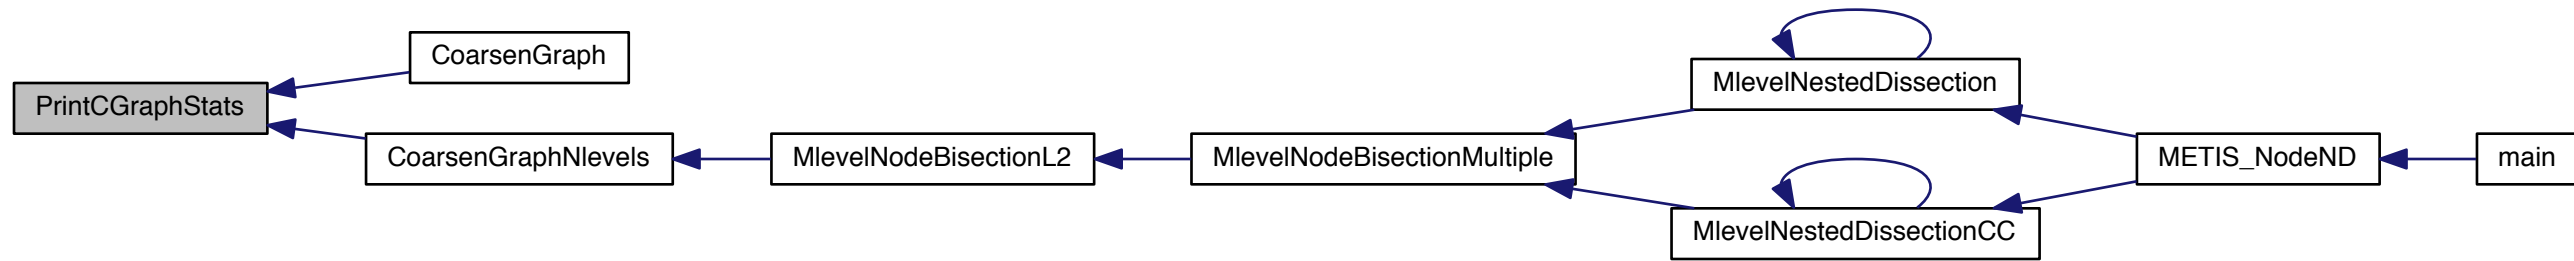 PrintCGraphStats
CoarsenGraph
CoarsenGraphNlevels
MlevelNodeBisectionL2
MlevelNodeBisectionMultiple
MlevelNestedDissection
MlevelNestedDissectionCC
METIS_NodeND
main